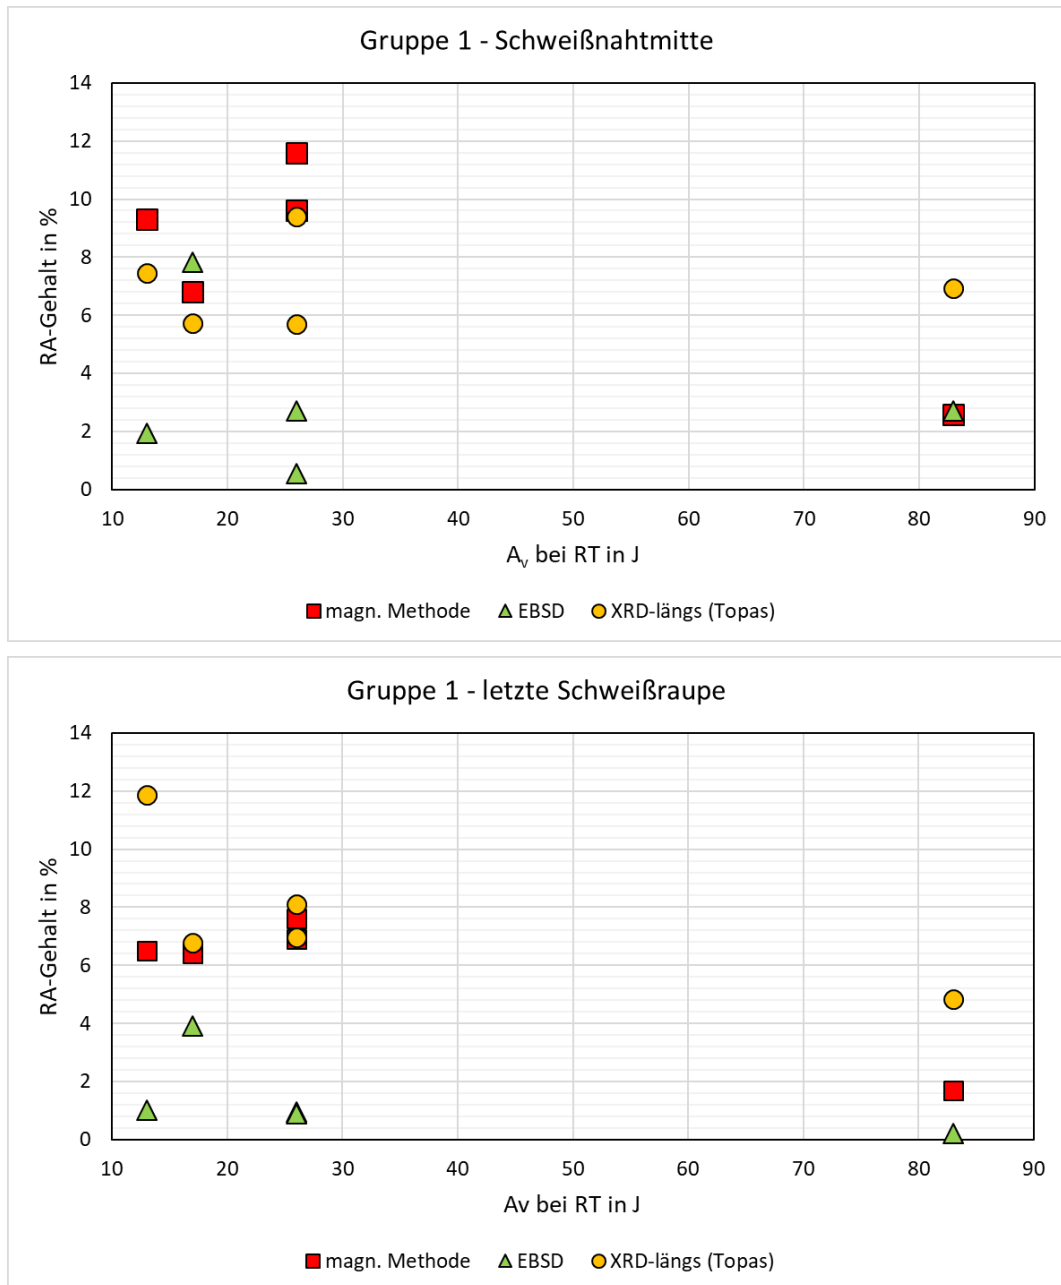 Gruppe 1 - Schweißnahtmitte
14
12
10
8
6
4
2
0
RA-Gehalt in %
10 20 30 40 50 60 70 80 90
Av bei RT in J
magn. Methode EBSD XRD-längs (Topas)
Gruppe 1 - letzte Schweißraupe
14
12
10
8
6
4
2
0
RA-Gehalt in %
10 20 30 40 50 60 70 80 90
Av bei RT in J
magn. Methode EBSD XRD-längs (Topas)